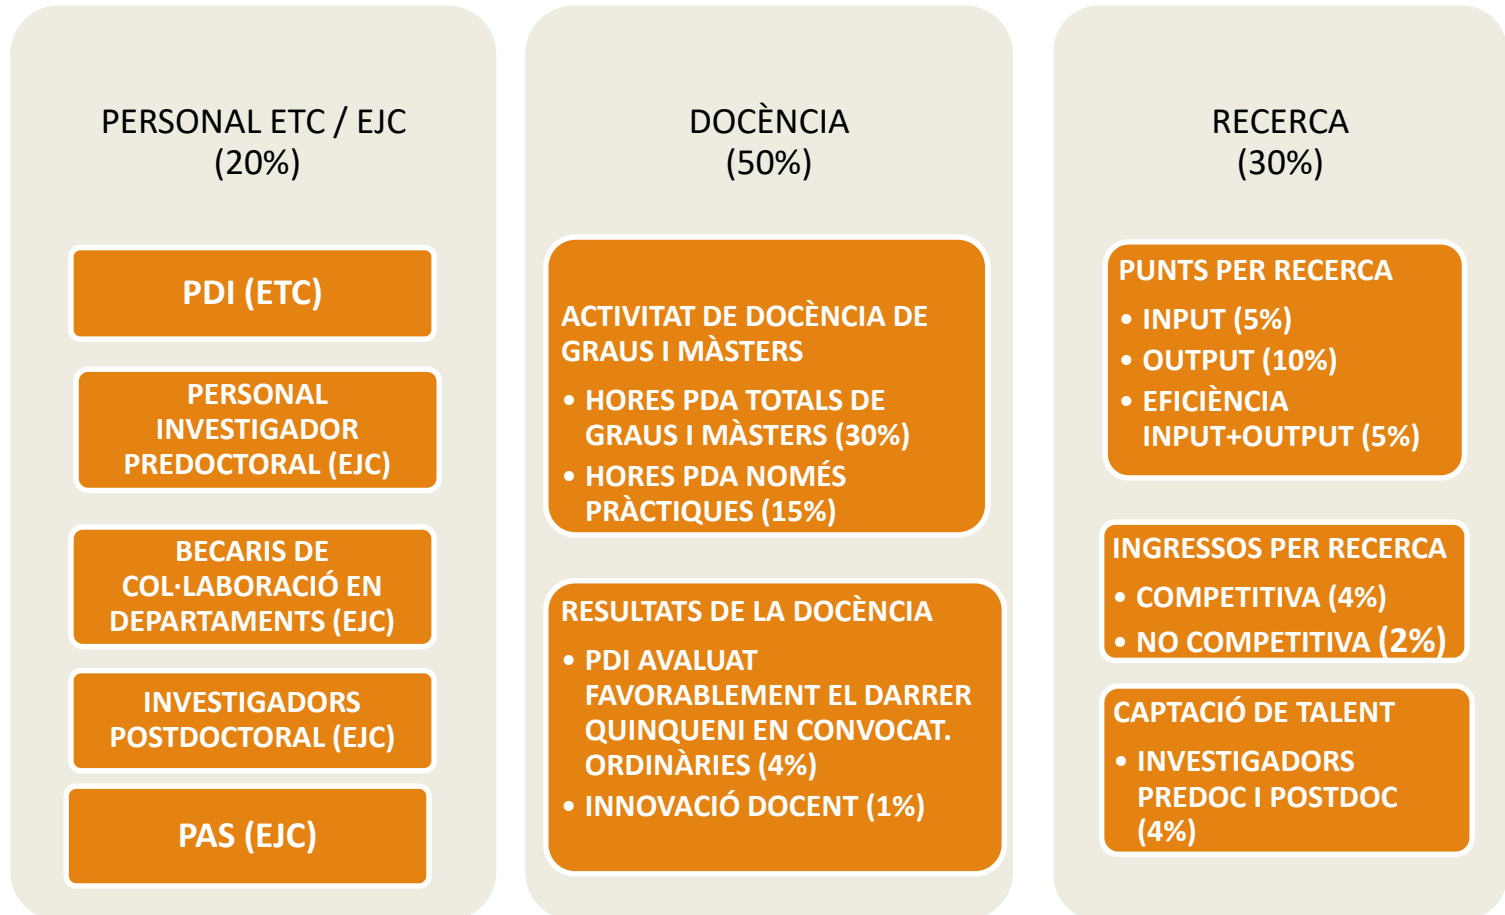 PERSONAL ETC / EJC
(20%)
PDI (ETC)
PERSONAL
INVESTIGADOR
PREDOCTORAL (EJC)
BECARIS DE
COL·LABORACIÓ EN
DEPARTAMENTS (EJC)
INVESTIGADORS
POSTDOCTORAL (EJC)
PAS (EJC)
DOCÈNCIA
(50%)
ACTIVITAT DE DOCÈNCIA DE
GRAUS I MÀSTERS
• HORES PDA TOTALS DE
GRAUS I MÀSTERS (30%)
• HORES PDA NOMÉS
PRÀCTIQUES (15%)
RESULTATS DE LA DOCÈNCIA
• PDI AVALUAT
FAVORABLEMENT EL DARRER
QUINQUENI EN CONVOCAT.
ORDINÀRIES (4%)
• INNOVACIÓ DOCENT (1%)
RECERCA
(30%)
PUNTS PER RECERCA
• INPUT (5%)
• OUTPUT (10%)
• EFICIÈNCIA
INPUT+OUTPUT (5%)
INGRESSOS PER RECERCA
• COMPETITIVA (4%)
• NO COMPETITIVA (2%)
CAPTACIÓ DE TALENT
• INVESTIGADORS
PREDOC I POSTDOC
(4%)